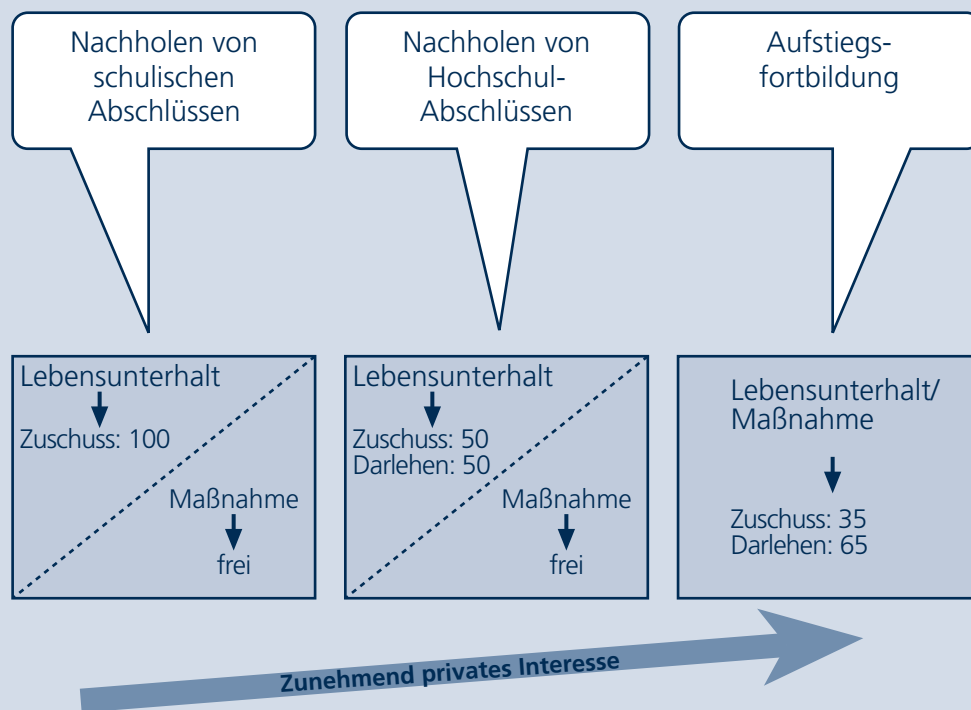 Nachholen von
schulischen
Abschlüssen
Nachholen von
Hochschul-
Abschlüssen
Aufstiegs-
fortbildung
Lebensunterhalt
Zuschuss: 100
Maßnahme
frei
Lebensunterhalt
Zuschuss: 50
Darlehen: 50
Maßnahme
frei
Lebensunterhalt/
Maßnahme
Zuschuss: 35
Darlehen: 65
Zunehmend privates Interesse